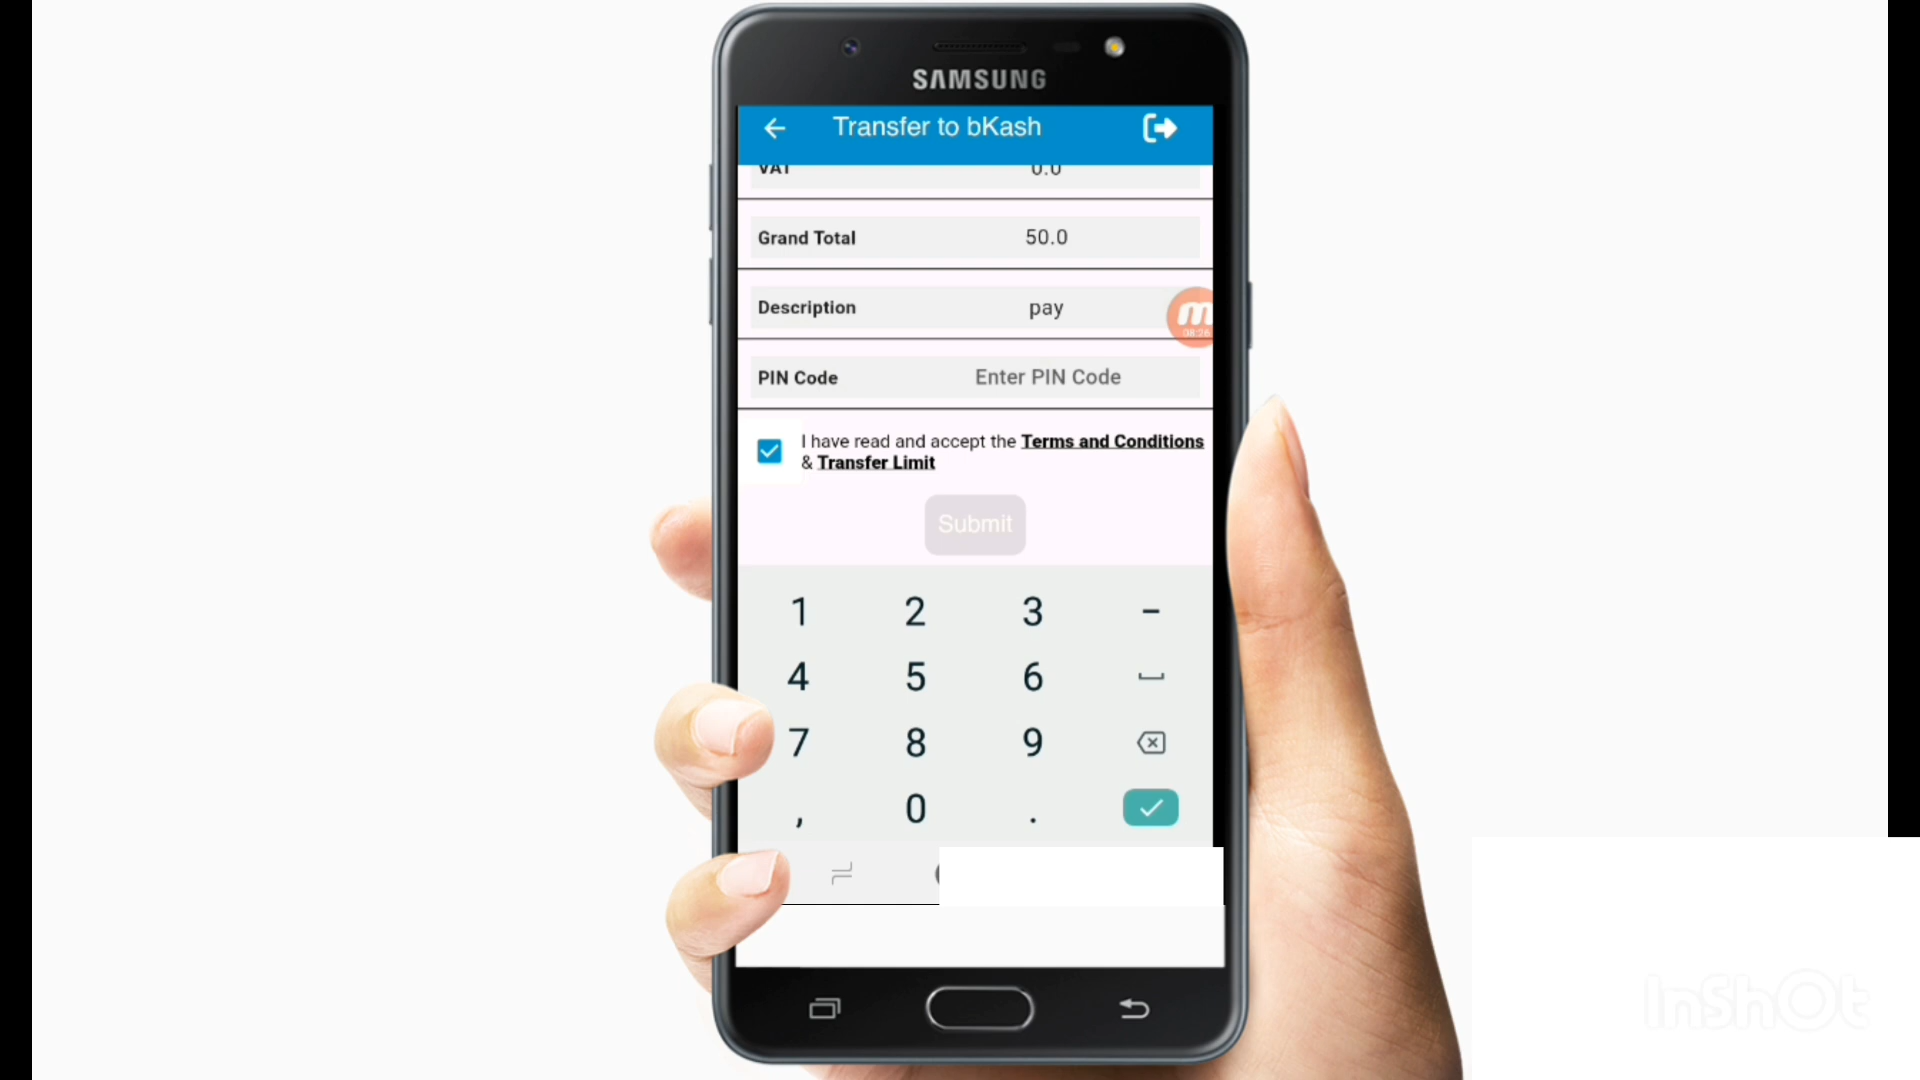 SAMSUNG
Transfer to bKash
VAT 0.0
Grand Total 50.0
Description pay
08:26
PIN Code Enter PIN Code
I have read and accept the Terms and Conditions
& Transfer Limit
Submit
1 2 3 -
4 5 6
7 8 9
, 0 .
InShOt